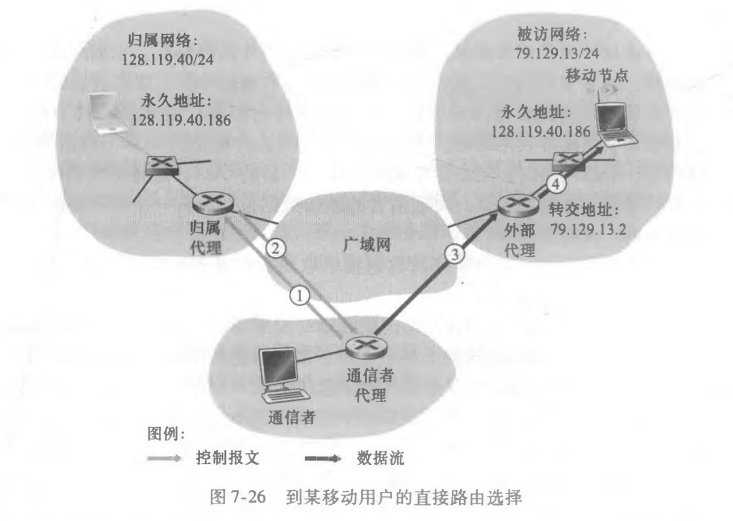 归属网络：
128.119.40/24
永久地址：
128.119.40.186
归属
代理
被访网络：
79.129.13/24
移动节点
永久地址：
128.119.40.186
外部
代理
转交地址：
79.129.13.2
广域网
①
②
③
④
通信者
代理
通信者
图例：
控制报文
数据流
图 7-26 到某移动用户的直接路由选择